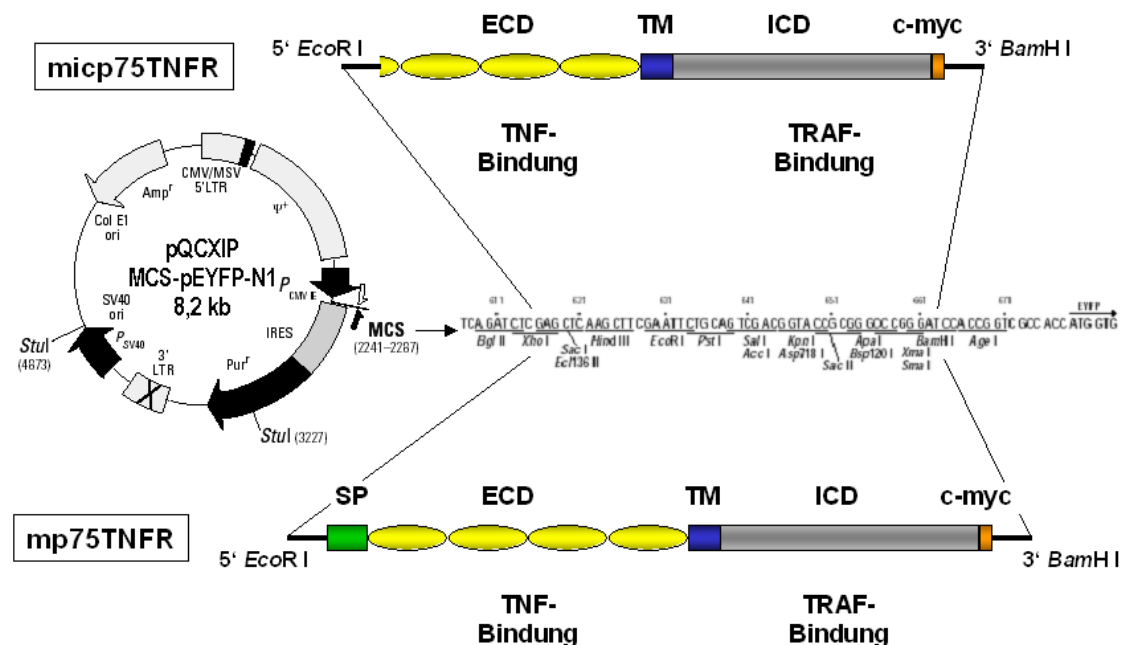 ECD TM ICD c-myc
5‘ EcoR I 3‘ BamH I
micp75TNFR
TNF-
Bindung
TRAF-
Bindung
CMV/MSV
5'LTR
Ampr
Ψ+
Col E1
ori
pQCXIP
MCS-pEYFP-N1
8,2 kb
PCMV IE
SV40
ori
PSV40
IRES
MCS
(2241–2287)
StuI
(4873)
3'
LTR
Purr
StuI (3227)
611 621 631 641 651 661 671
EYFP
TCA GAT CTC GAG CTC AAG CTT CGA ATT CTG CAG TCG ACG GTA CCG CGG GCC CGG GAT CCA CCG GTC GCC ACC ATG GTG
Bgl II Xho I Hind III EcoR I Pst I Sal I Kpn I Apa I BamH I Age I
Sac I Acc I Asp718 I Bsp120 I Xma I
Ecl136 II Sac II Sma I
SP ECD TM ICD c-myc
mp75TNFR
5‘ EcoR I 3‘ BamH I
TNF-
Bindung
TRAF-
Bindung